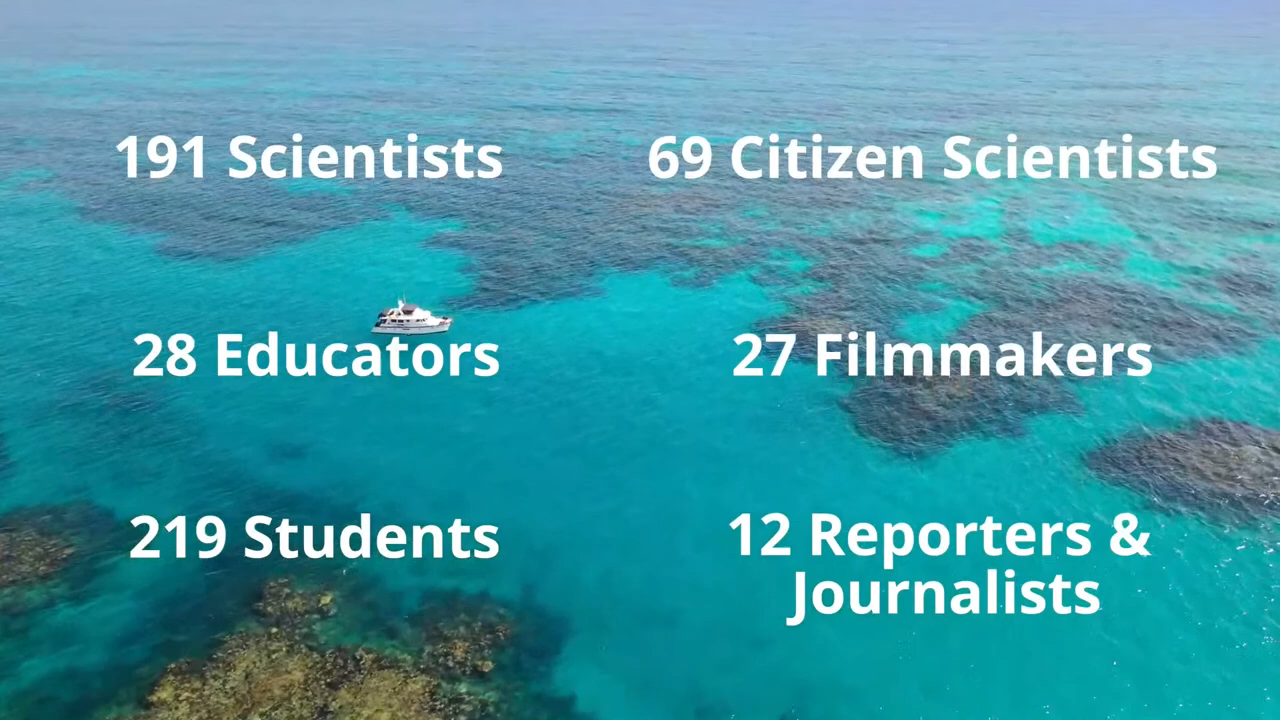 191 Scientists
69 Citizen Scientists
28 Educators
27 Filmmakers
219 Students
12 Reporters &
Journalists